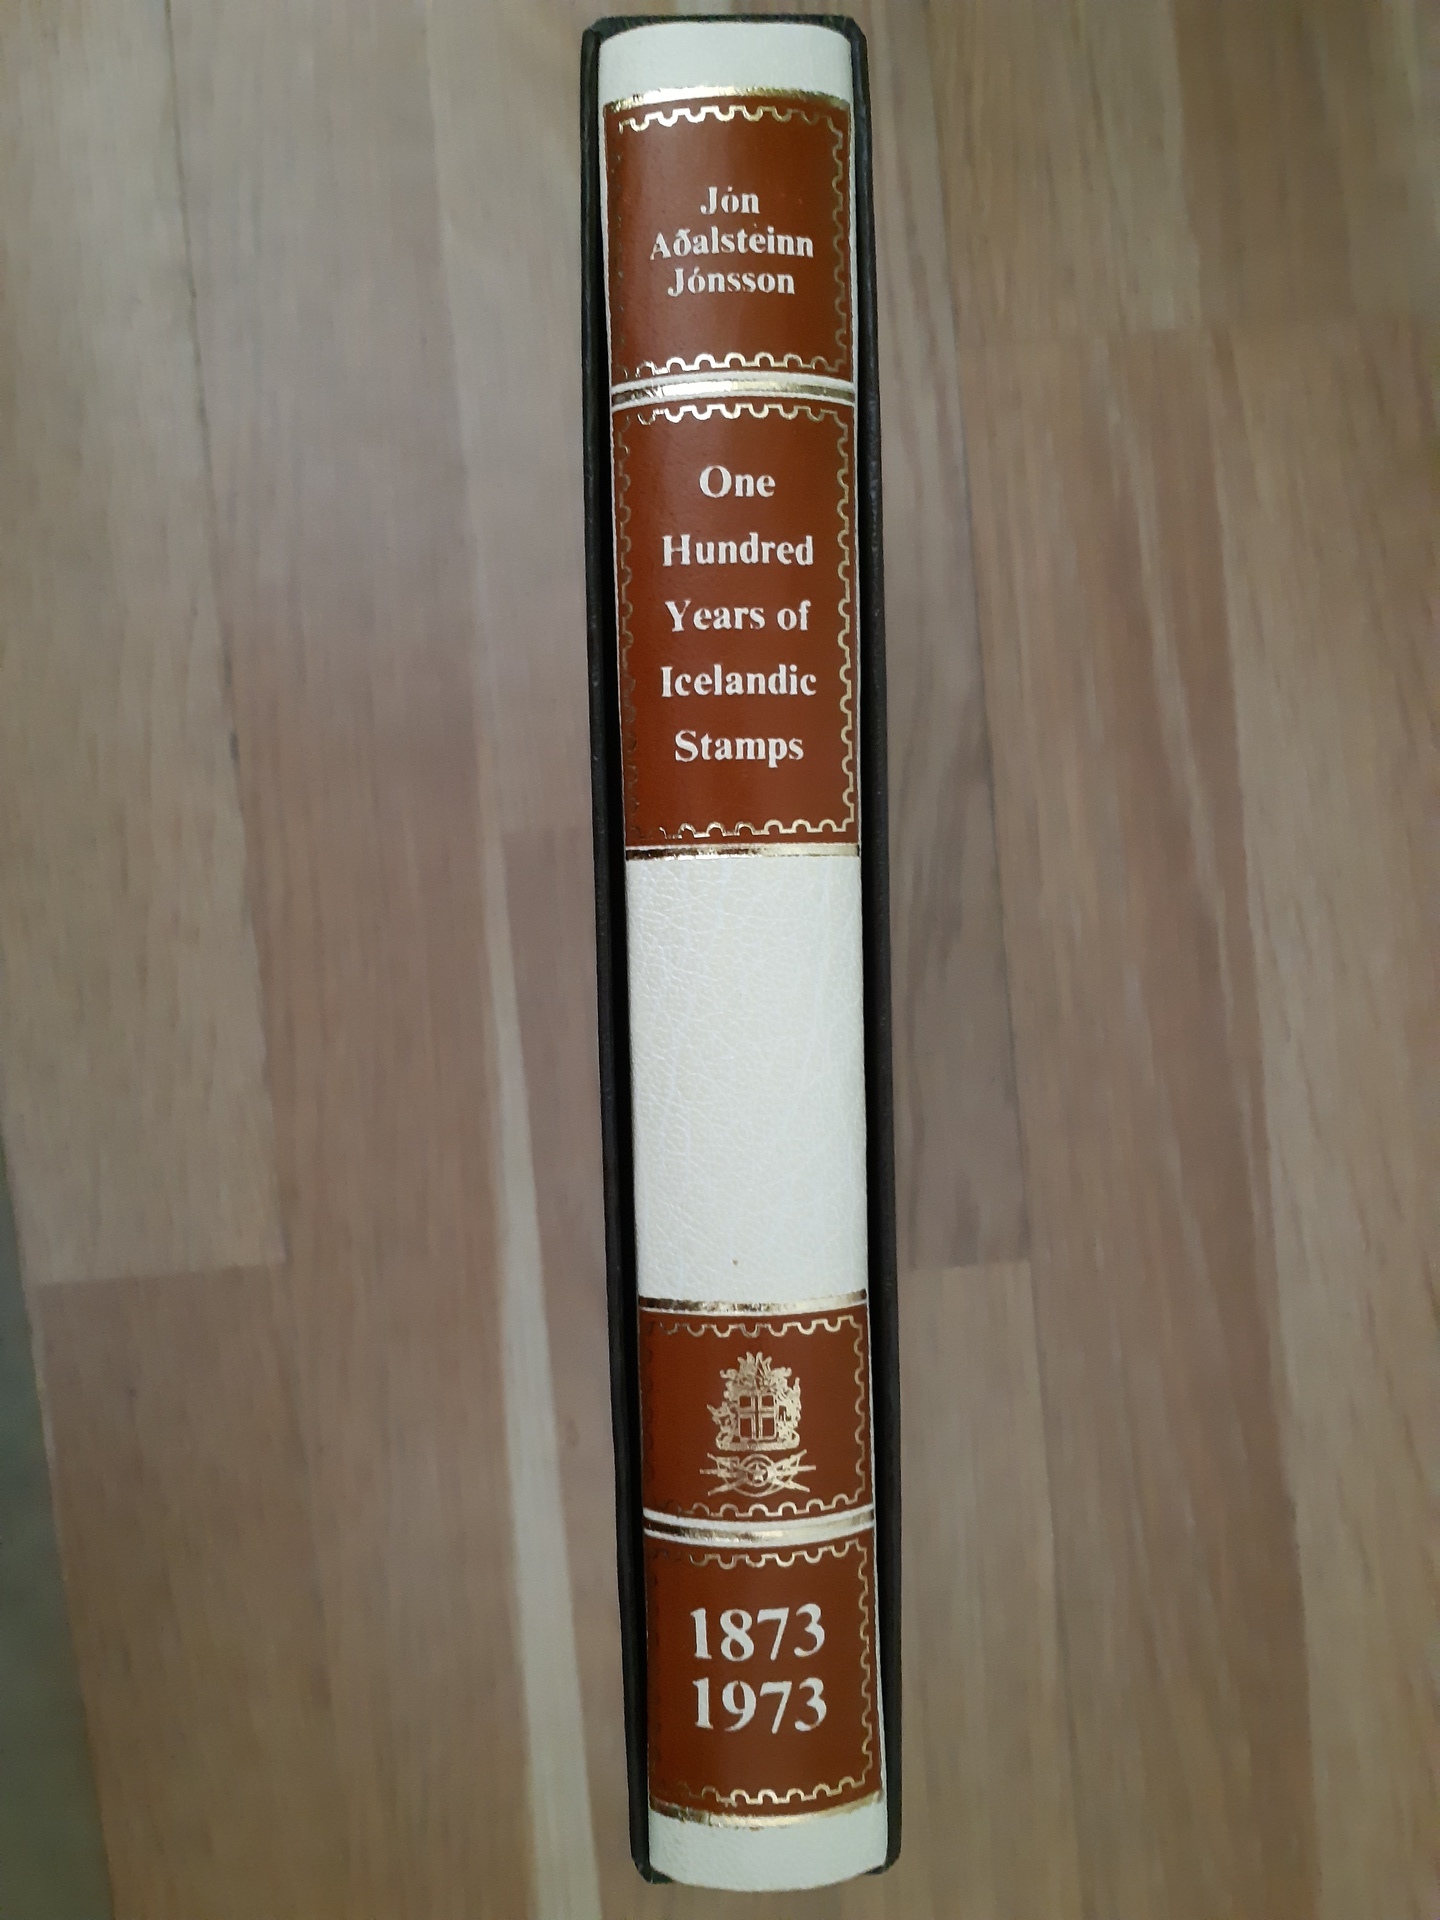 Jón
Aðalsteinn
Jónsson
One
Hundred
Years of
Icelandic
Stamps
1873
1973